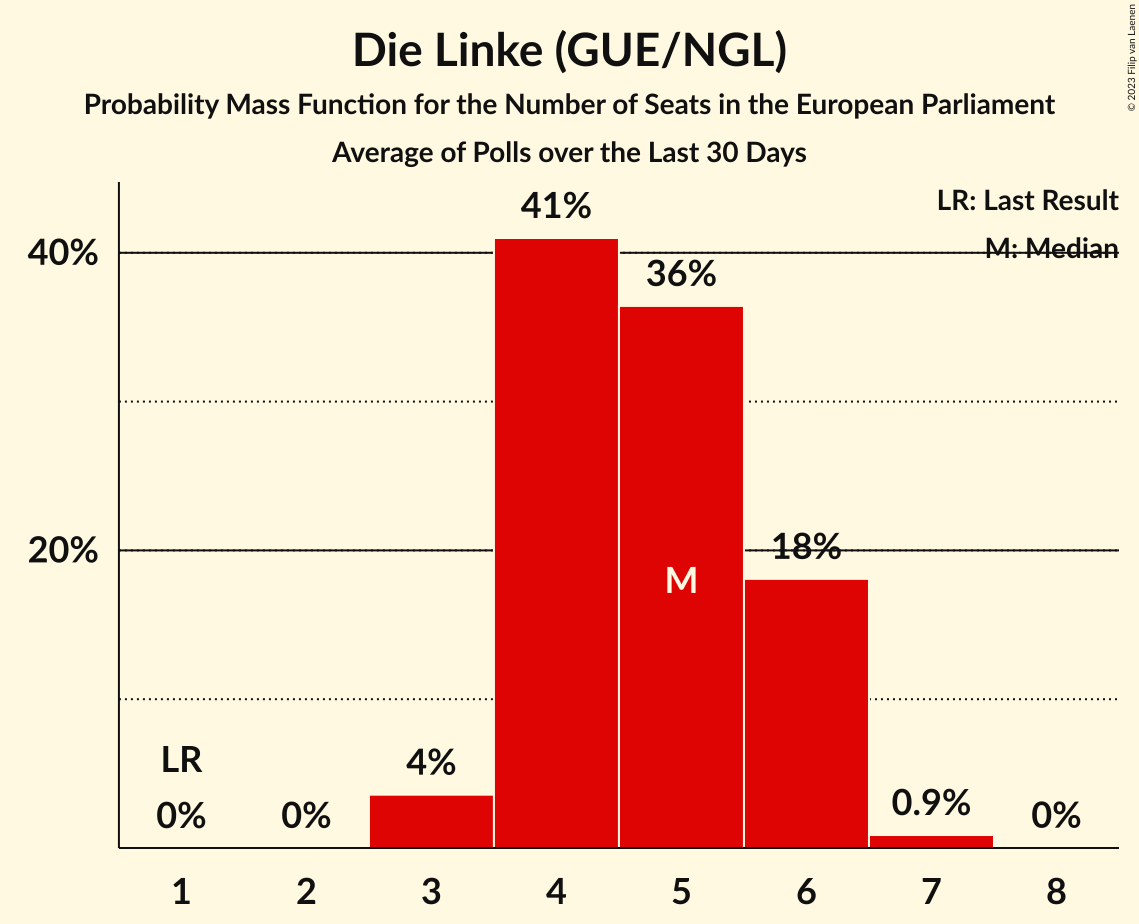 Die Linke (GUE/NGL)
Probability Mass Function for the Number of Seats in the European Parliament
Average of Polls over the Last 30 Days
© 2023 Filip van Laenen
LR: Last Result
M: Median
40%
20%
41%
36%
18%
M
LR
0%
0%
4%
0.9%
0%
1 2 3 4 5 6 7 8